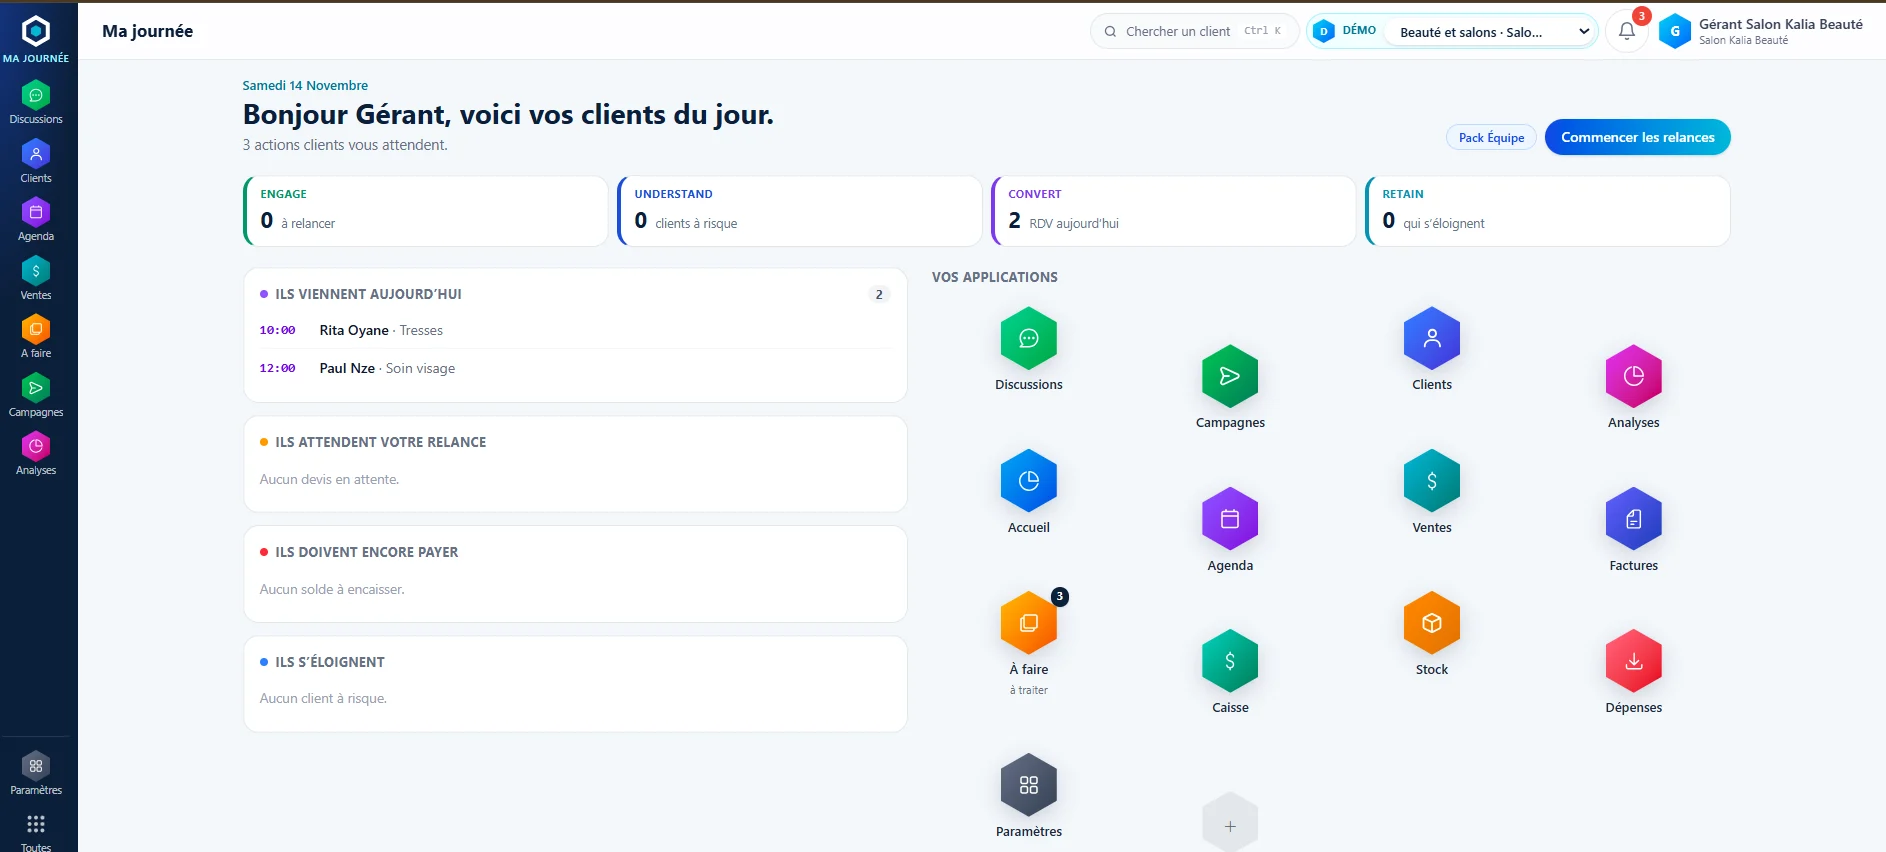 MA JOURNÉE
Discussions
Clients
Agenda
Ventes
A faire
Campagnes
Analyses
Paramètres
Toutes
Ma journée
Chercher un client Ctrl K
D DÉMO Beauté et salons · Salo...
3
G
Gérant Salon Kalia Beauté
Salon Kalia Beauté
Samedi 14 Novembre
Bonjour Gérant, voici vos clients du jour.
3 actions clients vous attendent.
Pack Équipe
Commencer les relances
ENGAGE
0 à relancer
UNDERSTAND
0 clients à risque
CONVERT
2 RDV aujourd'hui
RETAIN
0 qui s'éloignent
ILS VIENNENT AUJOURD'HUI 2
10:00 Rita Oyane · Tresses
12:00 Paul Nze · Soin visage
ILS ATTENDENT VOTRE RELANCE
Aucun devis en attente.
ILS DOIVENT ENCORE PAYER
Aucun solde à encaisser.
ILS S'ÉLOIGNENT
Aucun client à risque.
VOS APPLICATIONS
Discussions
Campagnes
Clients
Analyses
Accueil
Agenda
Ventes
Factures
3
À faire
à traiter
Caisse
Stock
Dépenses
Paramètres